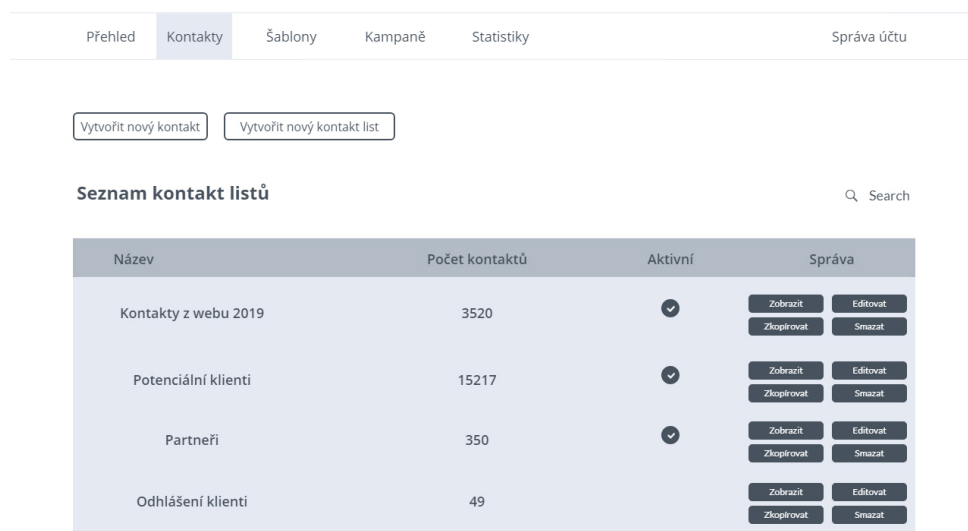 Přehled Kontakty Šablony Kampaně Statistiky Správa účtu
Vytvořit nový kontakt Vytvořit nový kontakt list
Seznam kontakt listů Search
Název Počet kontaktů Aktivní Správa
Kontakty z webu 2019 3520 Zobrazit Editovat
Zkopírovat Smazat
Potenciální klienti 15217 Zobrazit Editovat
Zkopírovat Smazat
Partneři 350 Zobrazit Editovat
Zkopírovat Smazat
Odhlášení klienti 49 Zobrazit Editovat
Zkopírovat Smazat